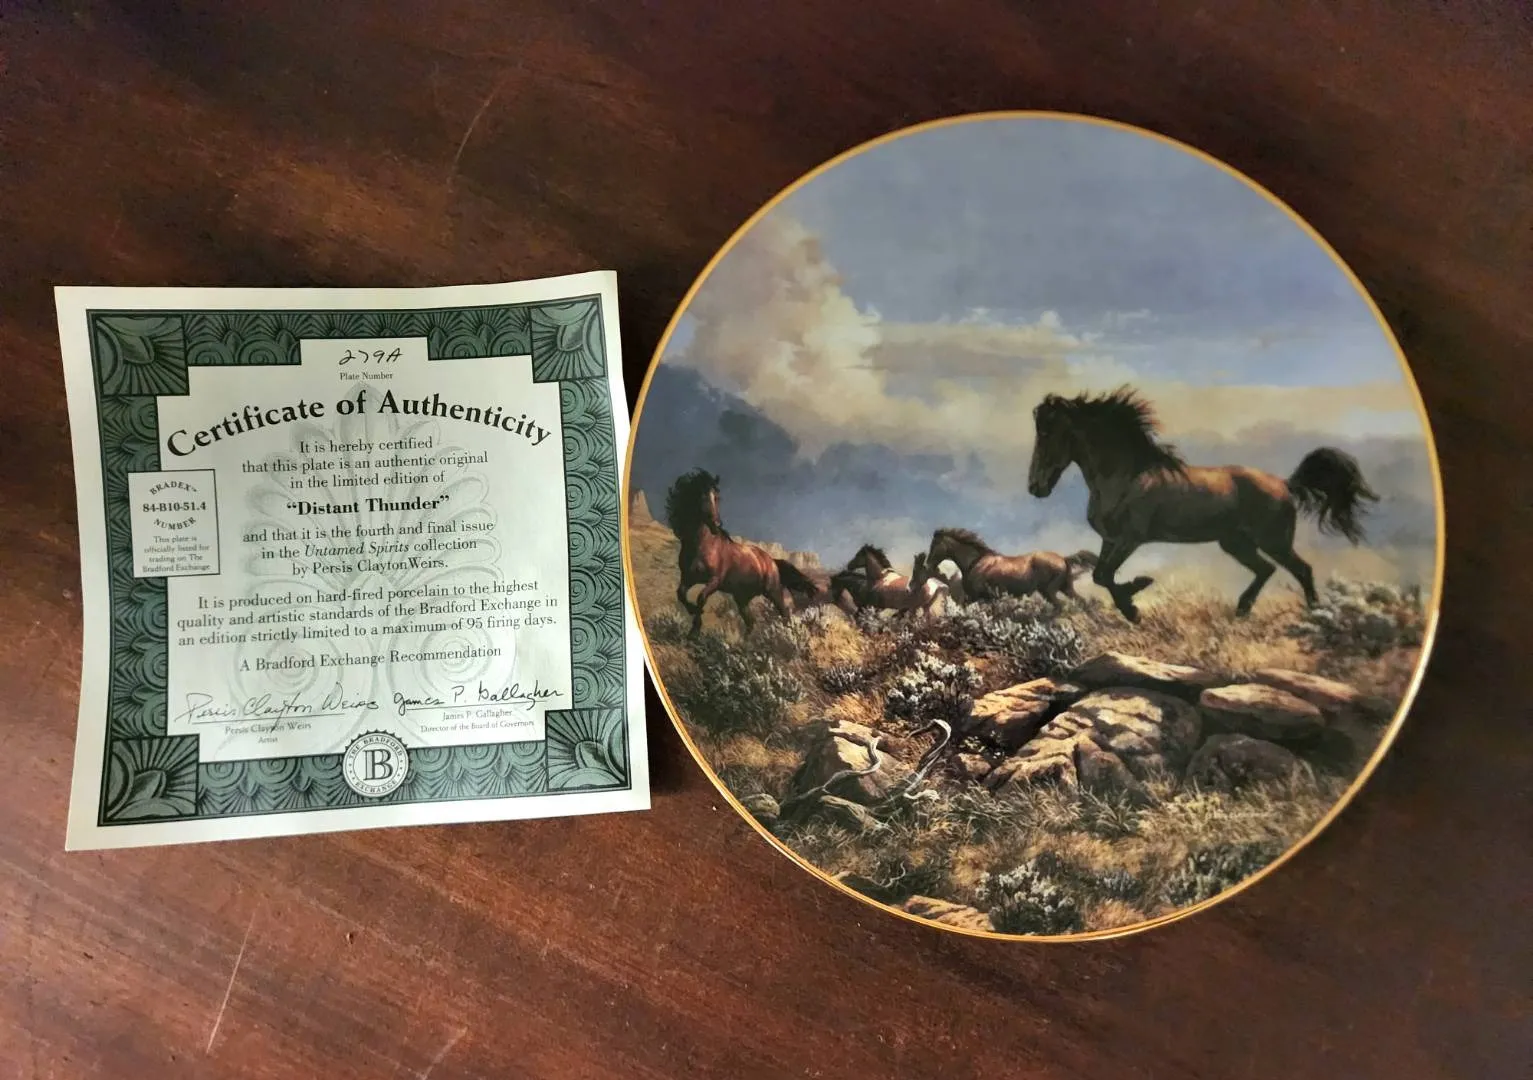 279A
Plate Number
Certificate of Authenticity
It is hereby certified
that this plate is an authentic original
in the limited edition of
“Distant Thunder”
and that it is the fourth and final issue
in the Untamed Spirits collection
by Persis ClaytonWeirs.
BRADEX™
84-B10-51.4
NUMBER
This plate is
officially listed for
trading on The
Bradford Exchange
It is produced on hard-fired porcelain to the highest
quality and artistic standards of the Bradford Exchange in
an edition strictly limited to a maximum of 95 firing days.
A Bradford Exchange Recommendation
Persis Clayton Weirs James P. Gallagher
Persis Clayton Weirs
Artist
James P. Gallagher
Director of the Board of Governors
THE BRADFORD
B
EXCHANGE